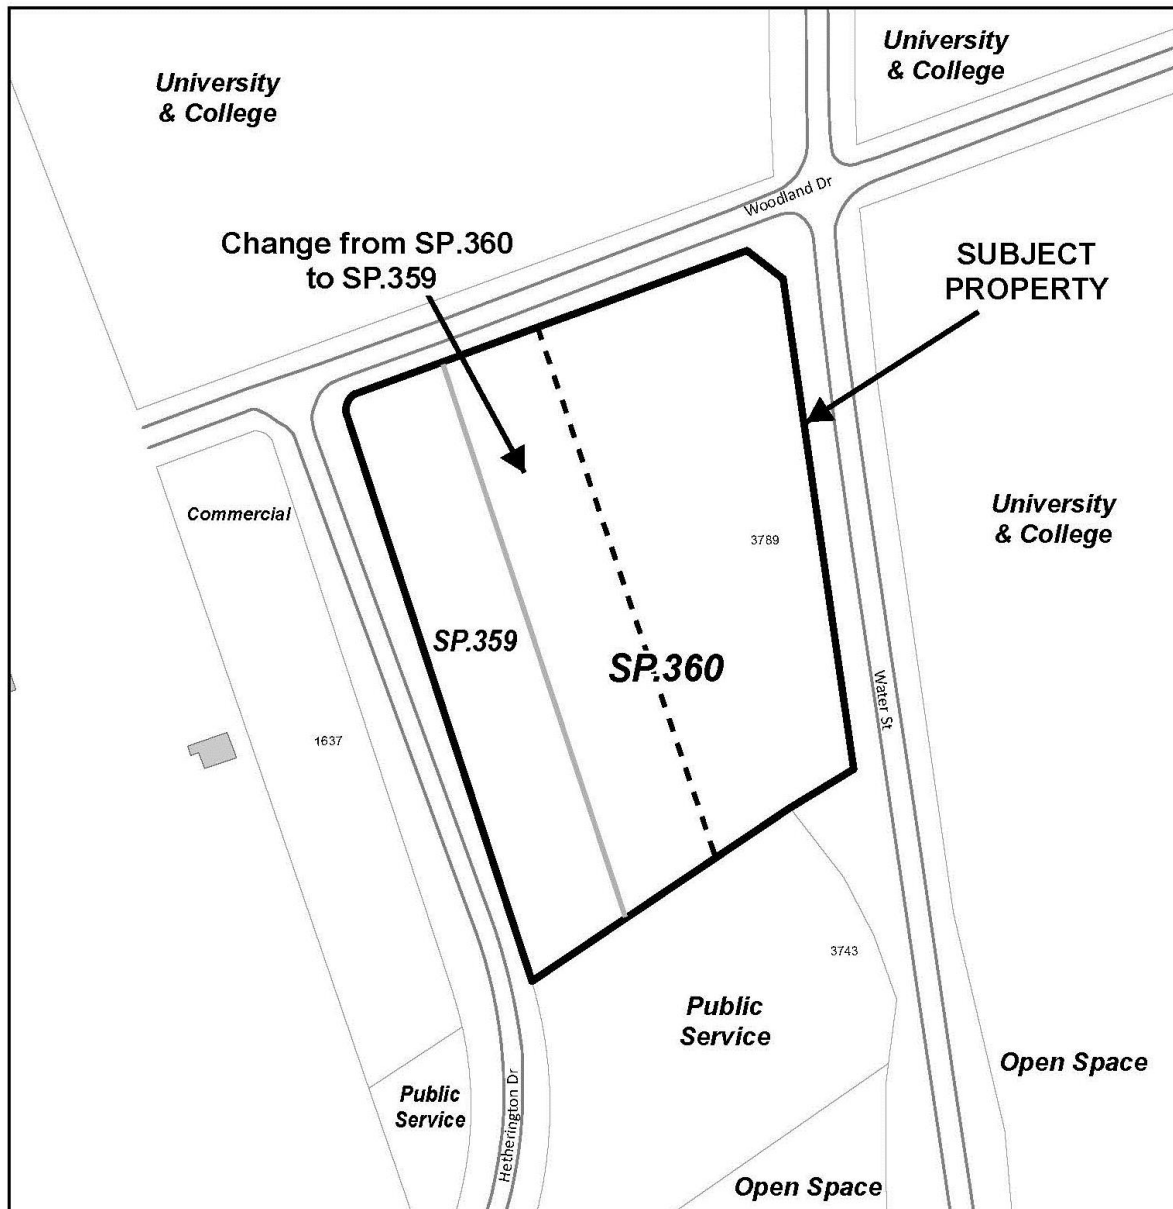 University
& College
University
& College
Woodland Dr
Change from SP.360
to SP.359
SUBJECT
PROPERTY
Commercial
University
& College
3789
SP.359
SP.360
Water St
1637
3743
Public
Service
Open Space
Public
Service
Hetherington Dr
Open Space